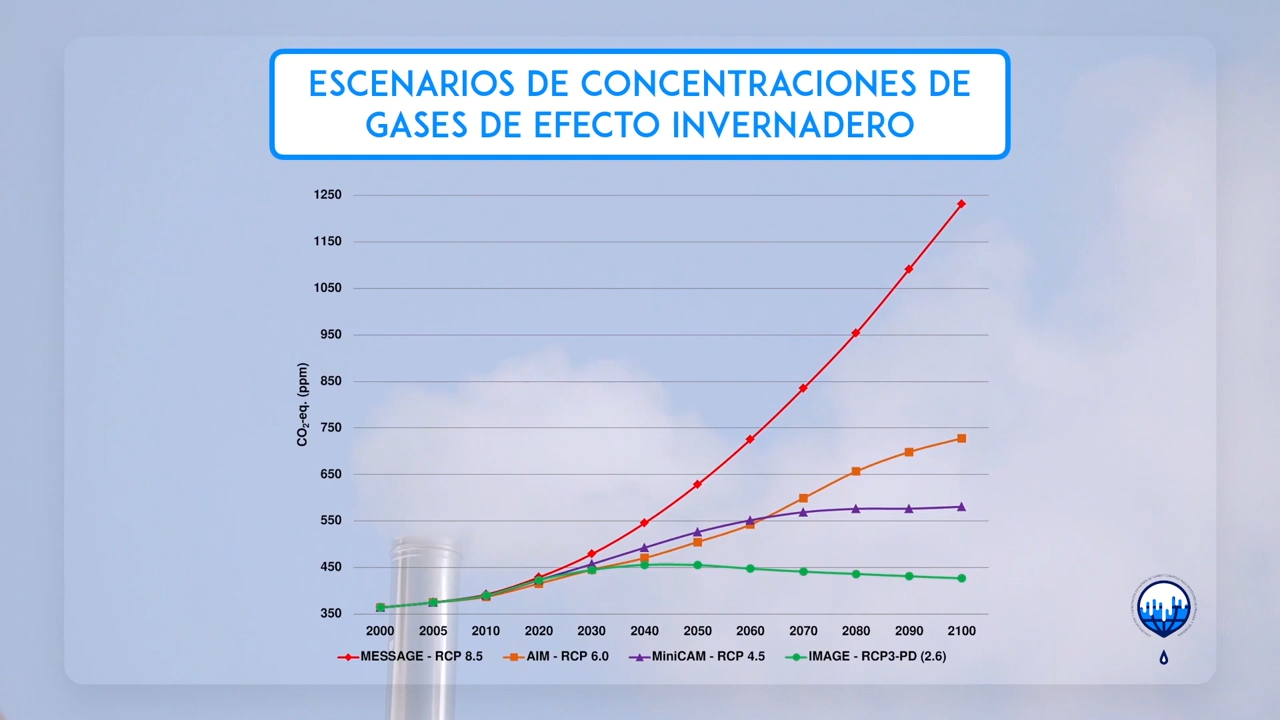 ESCENARIOS DE CONCENTRACIONES DE
GASES DE EFECTO INVERNADERO
1250
1150
1050
950
850
750
650
550
450
350
CO₂-eq. (ppm)
2000 2005 2010 2020 2030 2040 2050 2060 2070 2080 2090 2100
MESSAGE - RCP 8.5 AIM - RCP 6.0 MiniCAM - RCP 4.5 IMAGE - RCP3-PD (2.6)